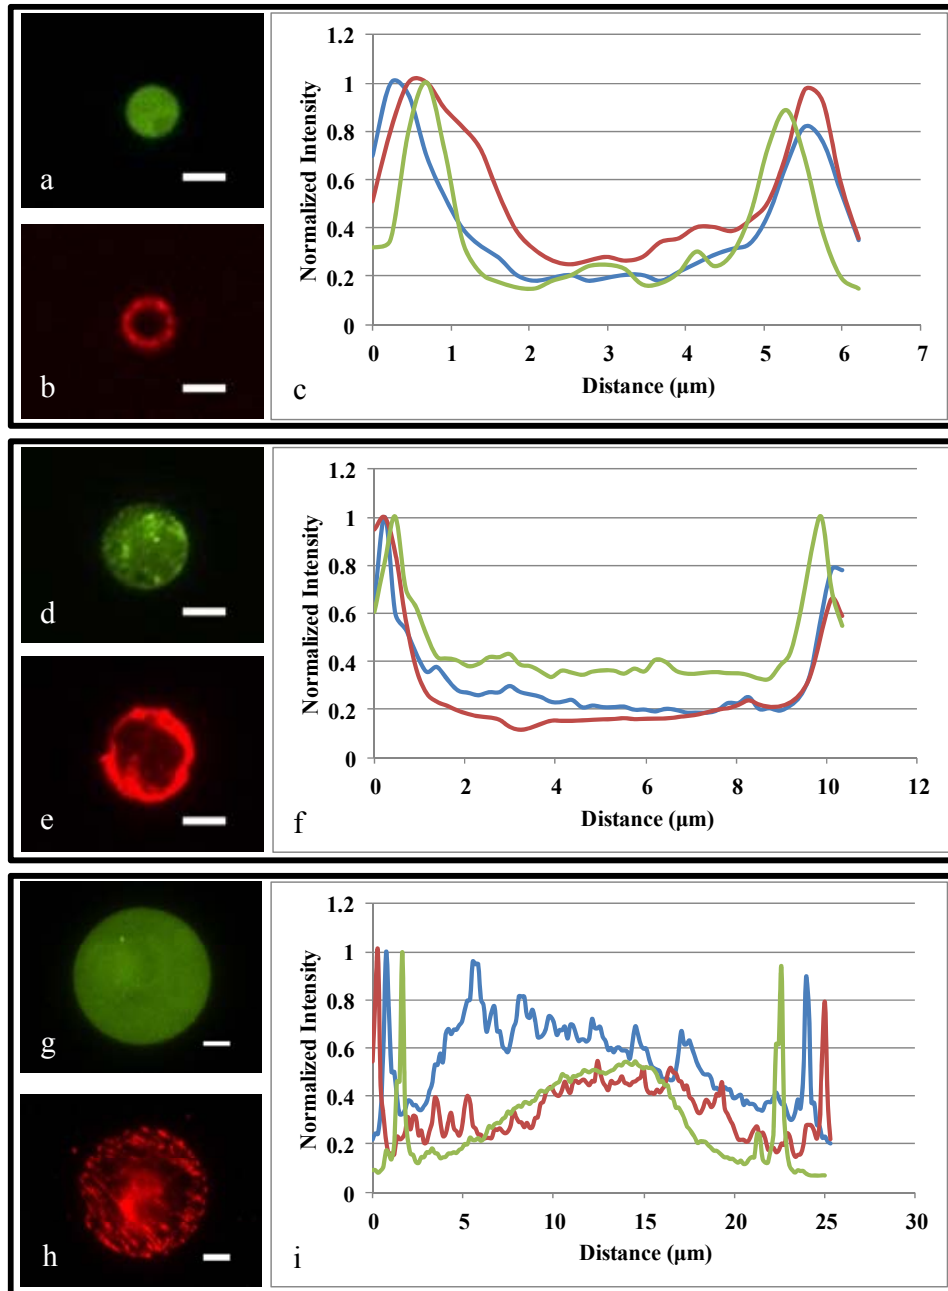 a
b
c
Normalized Intensity
1.2
1
0.8
0.6
0.4
0.2
0
0 1 2 3 4 5 6 7
Distance (µm)
d
e
f
Normalized Intensity
1.2
1
0.8
0.6
0.4
0.2
0
0 2 4 6 8 10 12
Distance (µm)
g
h
i
Normalized Intensity
1.2
1
0.8
0.6
0.4
0.2
0
0 5 10 15 20 25 30
Distance (µm)